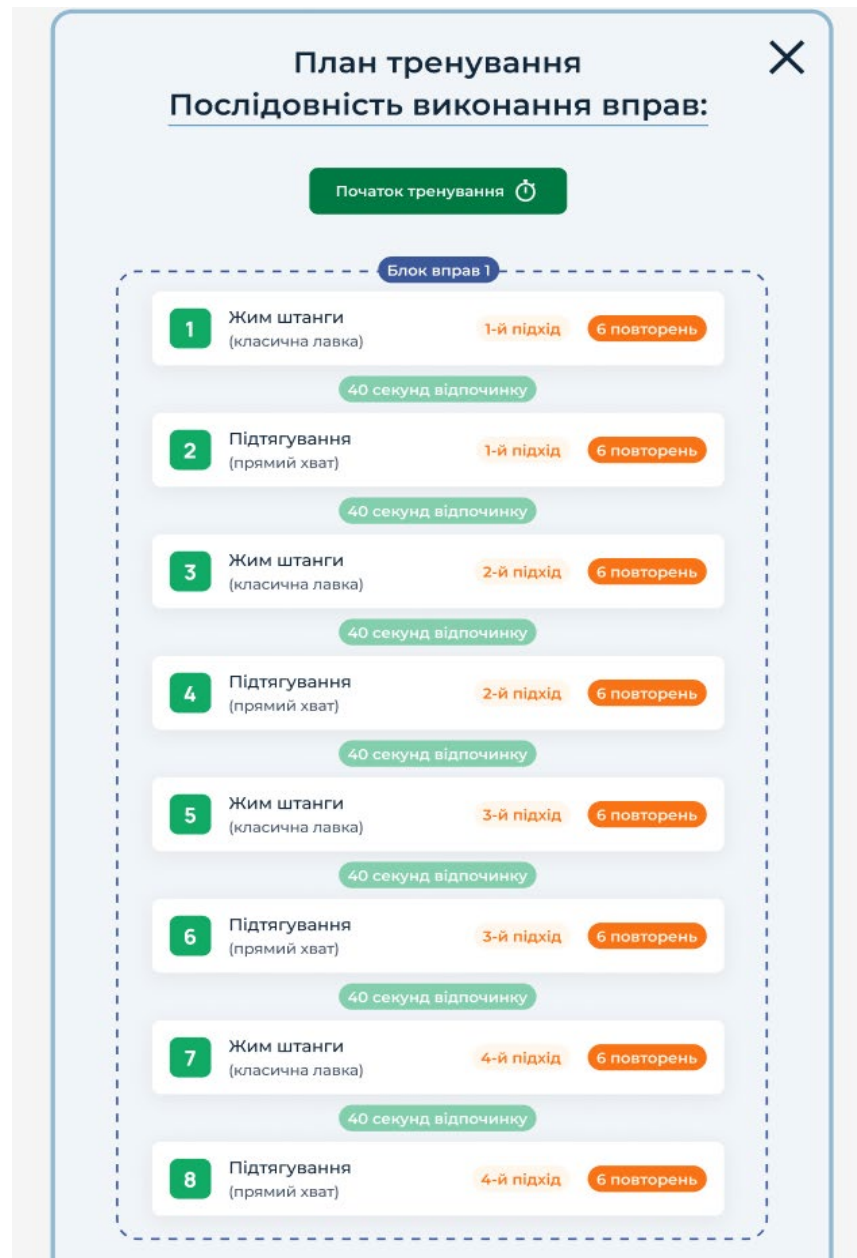 План тренування
Послідовність виконання вправ:
Початок тренування
Блок вправ 1
1 Жим штанги 1-й підхід 6 повторень
(класична лавка)
40 секунд відпочинку
2 Підтягування 1-й підхід 6 повторень
(прямий хват)
40 секунд відпочинку
3 Жим штанги 2-й підхід 6 повторень
(класична лавка)
40 секунд відпочинку
4 Підтягування 2-й підхід 6 повторень
(прямий хват)
40 секунд відпочинку
5 Жим штанги 3-й підхід 6 повторень
(класична лавка)
40 секунд відпочинку
6 Підтягування 3-й підхід 6 повторень
(прямий хват)
40 секунд відпочинку
7 Жим штанги 4-й підхід 6 повторень
(класична лавка)
40 секунд відпочинку
8 Підтягування 4-й підхід 6 повторень
(прямий хват)